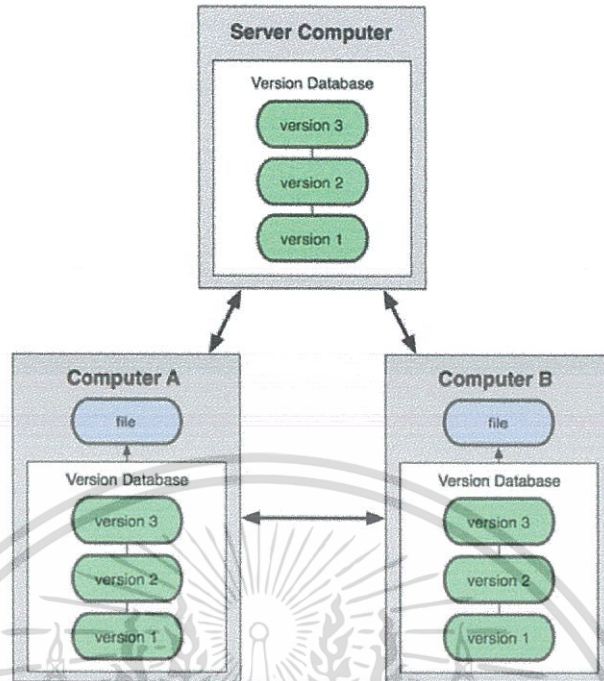 Server Computer
Version Database
version 3
version 2
version 1
Computer A
file
Version Database
version 3
version 2
version 1
Computer B
file
Version Database
version 3
version 2
version 1